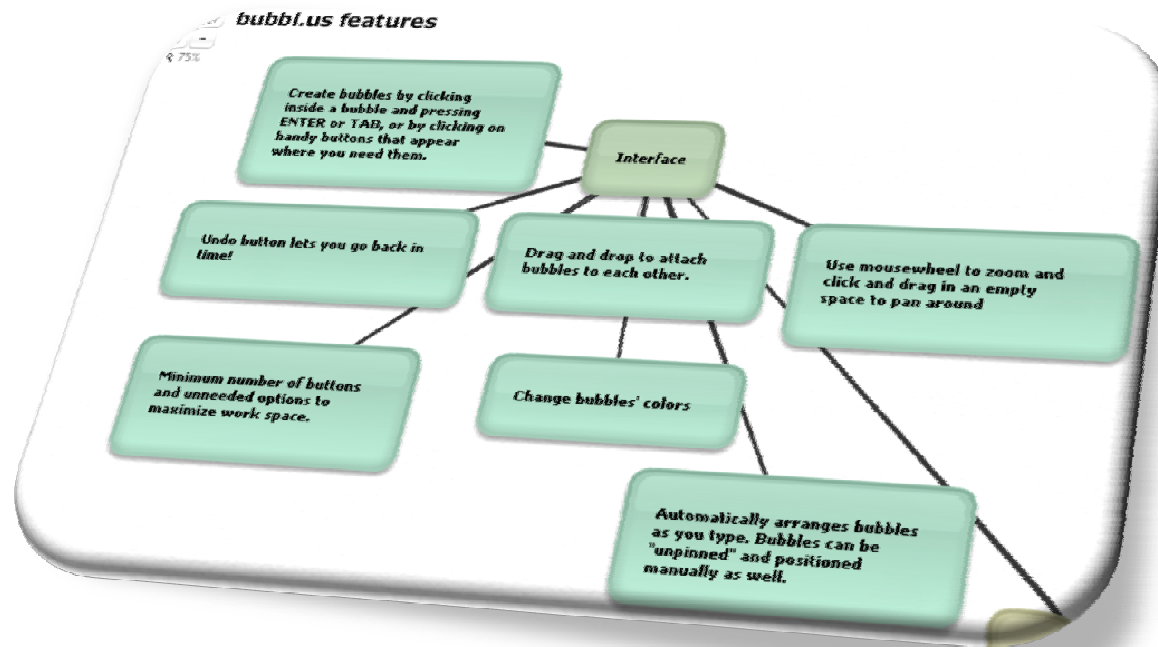 bubbl.us features
75%
Create bubbles by clicking
inside a bubble and pressing
ENTER or TAB, or by clicking on
handy buttons that appear
where you need them.
Interface
Undo button lets you go back in
time!
Drag and drop to attach
bubbles to each other.
Use mousewheel to zoom and
click and drag in an empty
space to pan around
Minimum number of buttons
and unneeded options to
maximize work space.
Change bubbles' colors
Automatically arranges bubbles
as you type. Bubbles can be
"unpinned" and positioned
manually as well.